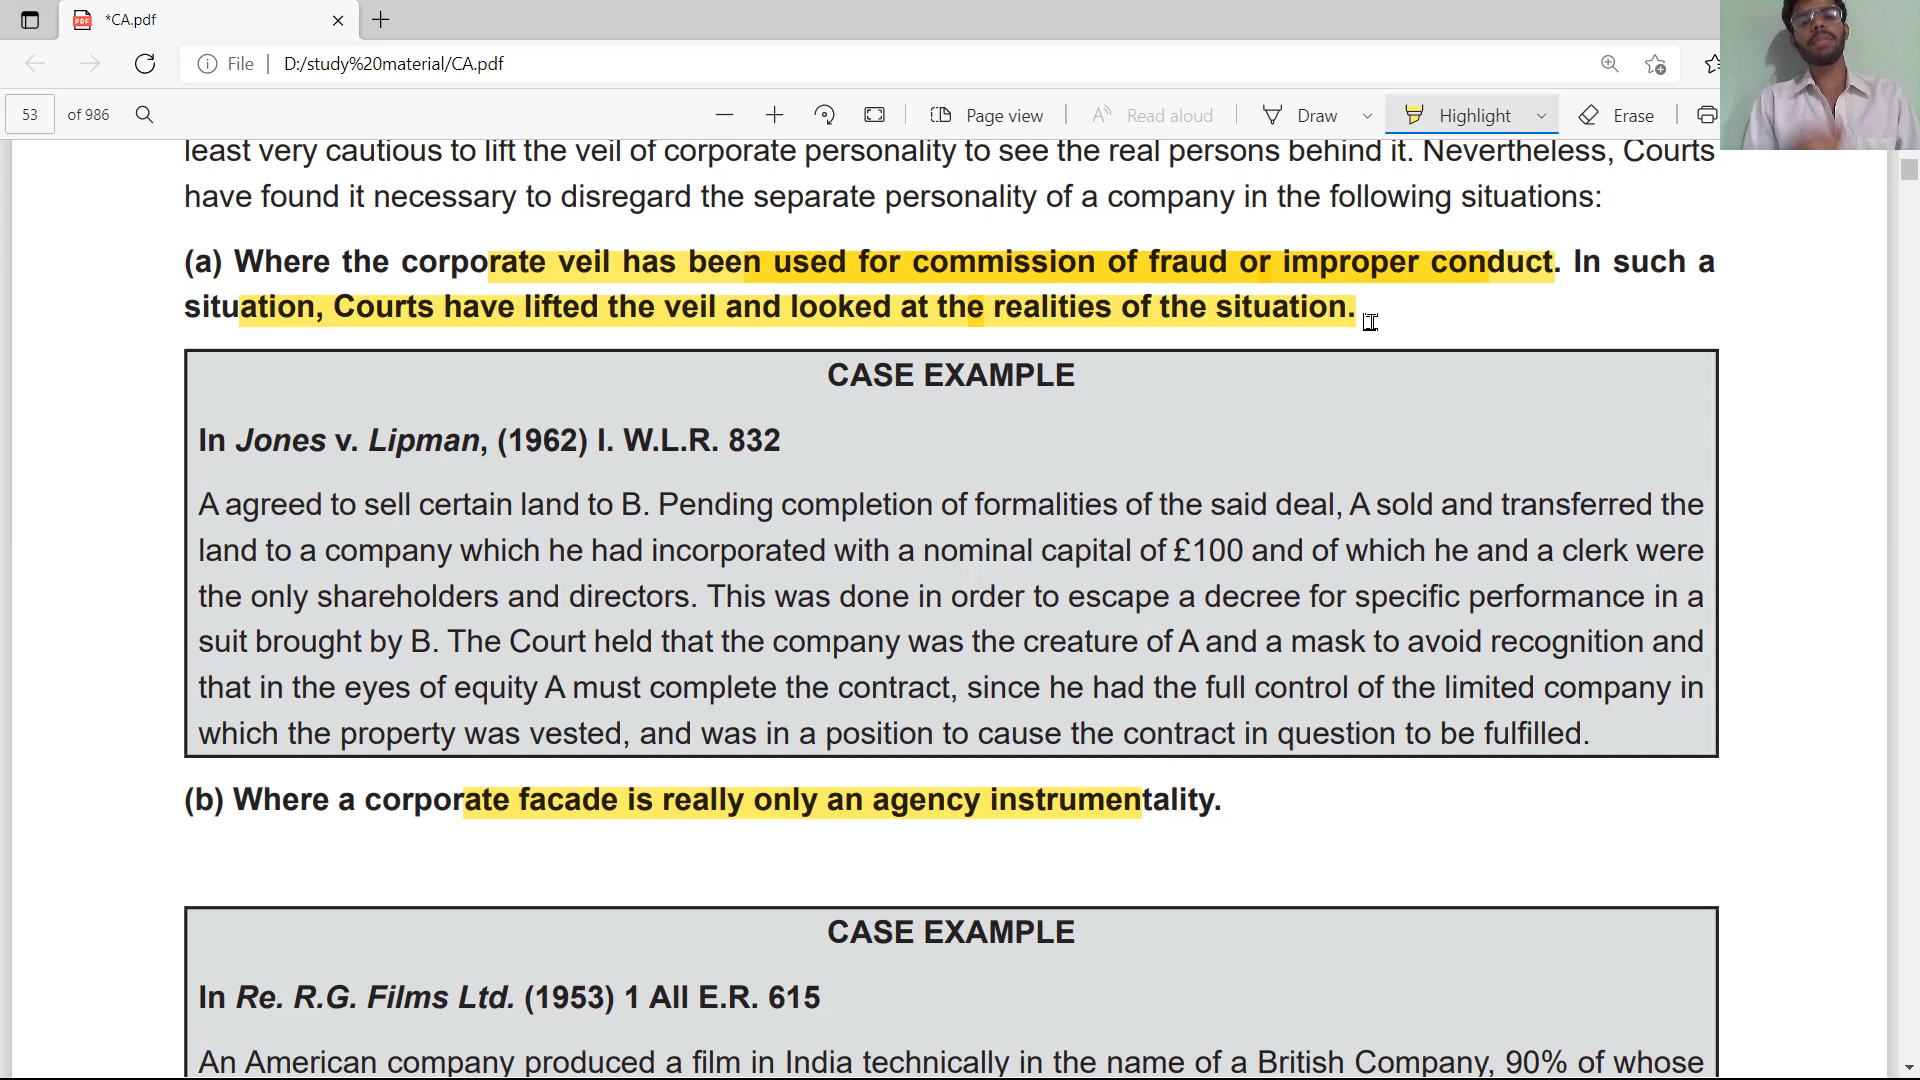 *CA.pdf
File
D:/study%20material/CA.pdf
53 of 986
Page view
Read aloud
Draw
Highlight
Erase
least very cautious to lift the veil of corporate personality to see the real persons behind it. Nevertheless, Courts
have found it necessary to disregard the separate personality of a company in the following situations:
(a) Where the corporate veil has been used for commission of fraud or improper conduct. In such a
situation, Courts have lifted the veil and looked at the realities of the situation.
CASE EXAMPLE
In Jones v. Lipman, (1962) I. W.L.R. 832
A agreed to sell certain land to B. Pending completion of formalities of the said deal, A sold and transferred the
land to a company which he had incorporated with a nominal capital of £100 and of which he and a clerk were
the only shareholders and directors. This was done in order to escape a decree for specific performance in a
suit brought by B. The Court held that the company was the creature of A and a mask to avoid recognition and
that in the eyes of equity A must complete the contract, since he had the full control of the limited company in
which the property was vested, and was in a position to cause the contract in question to be fulfilled.
(b) Where a corporate facade is really only an agency instrumentality.
CASE EXAMPLE
In Re. R.G. Films Ltd. (1953) 1 All E.R. 615
An American company produced a film in India technically in the name of a British Company, 90% of whose